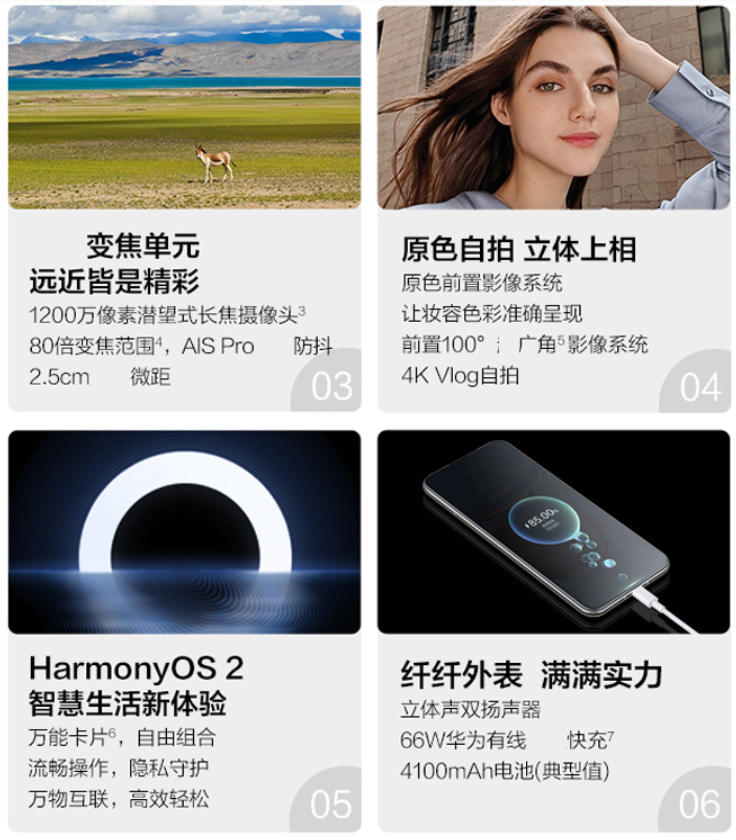 变焦单元
远近皆是精彩
1200万像素潜望式长焦摄像头3
80倍变焦范围4，AIS Pro 防抖
2.5cm 微距
03
原色自拍 立体上相
原色前置影像系统
让妆容色彩准确呈现
前置100° 广角5影像系统
4K Vlog自拍
04
HarmonyOS 2
智慧生活新体验
万能卡片6，自由组合
流畅操作，隐私守护
万物互联，高效轻松
05
85.00%
纤纤外表 满满实力
立体声双扬声器
66W华为有线 快充7
4100mAh电池(典型值)
06